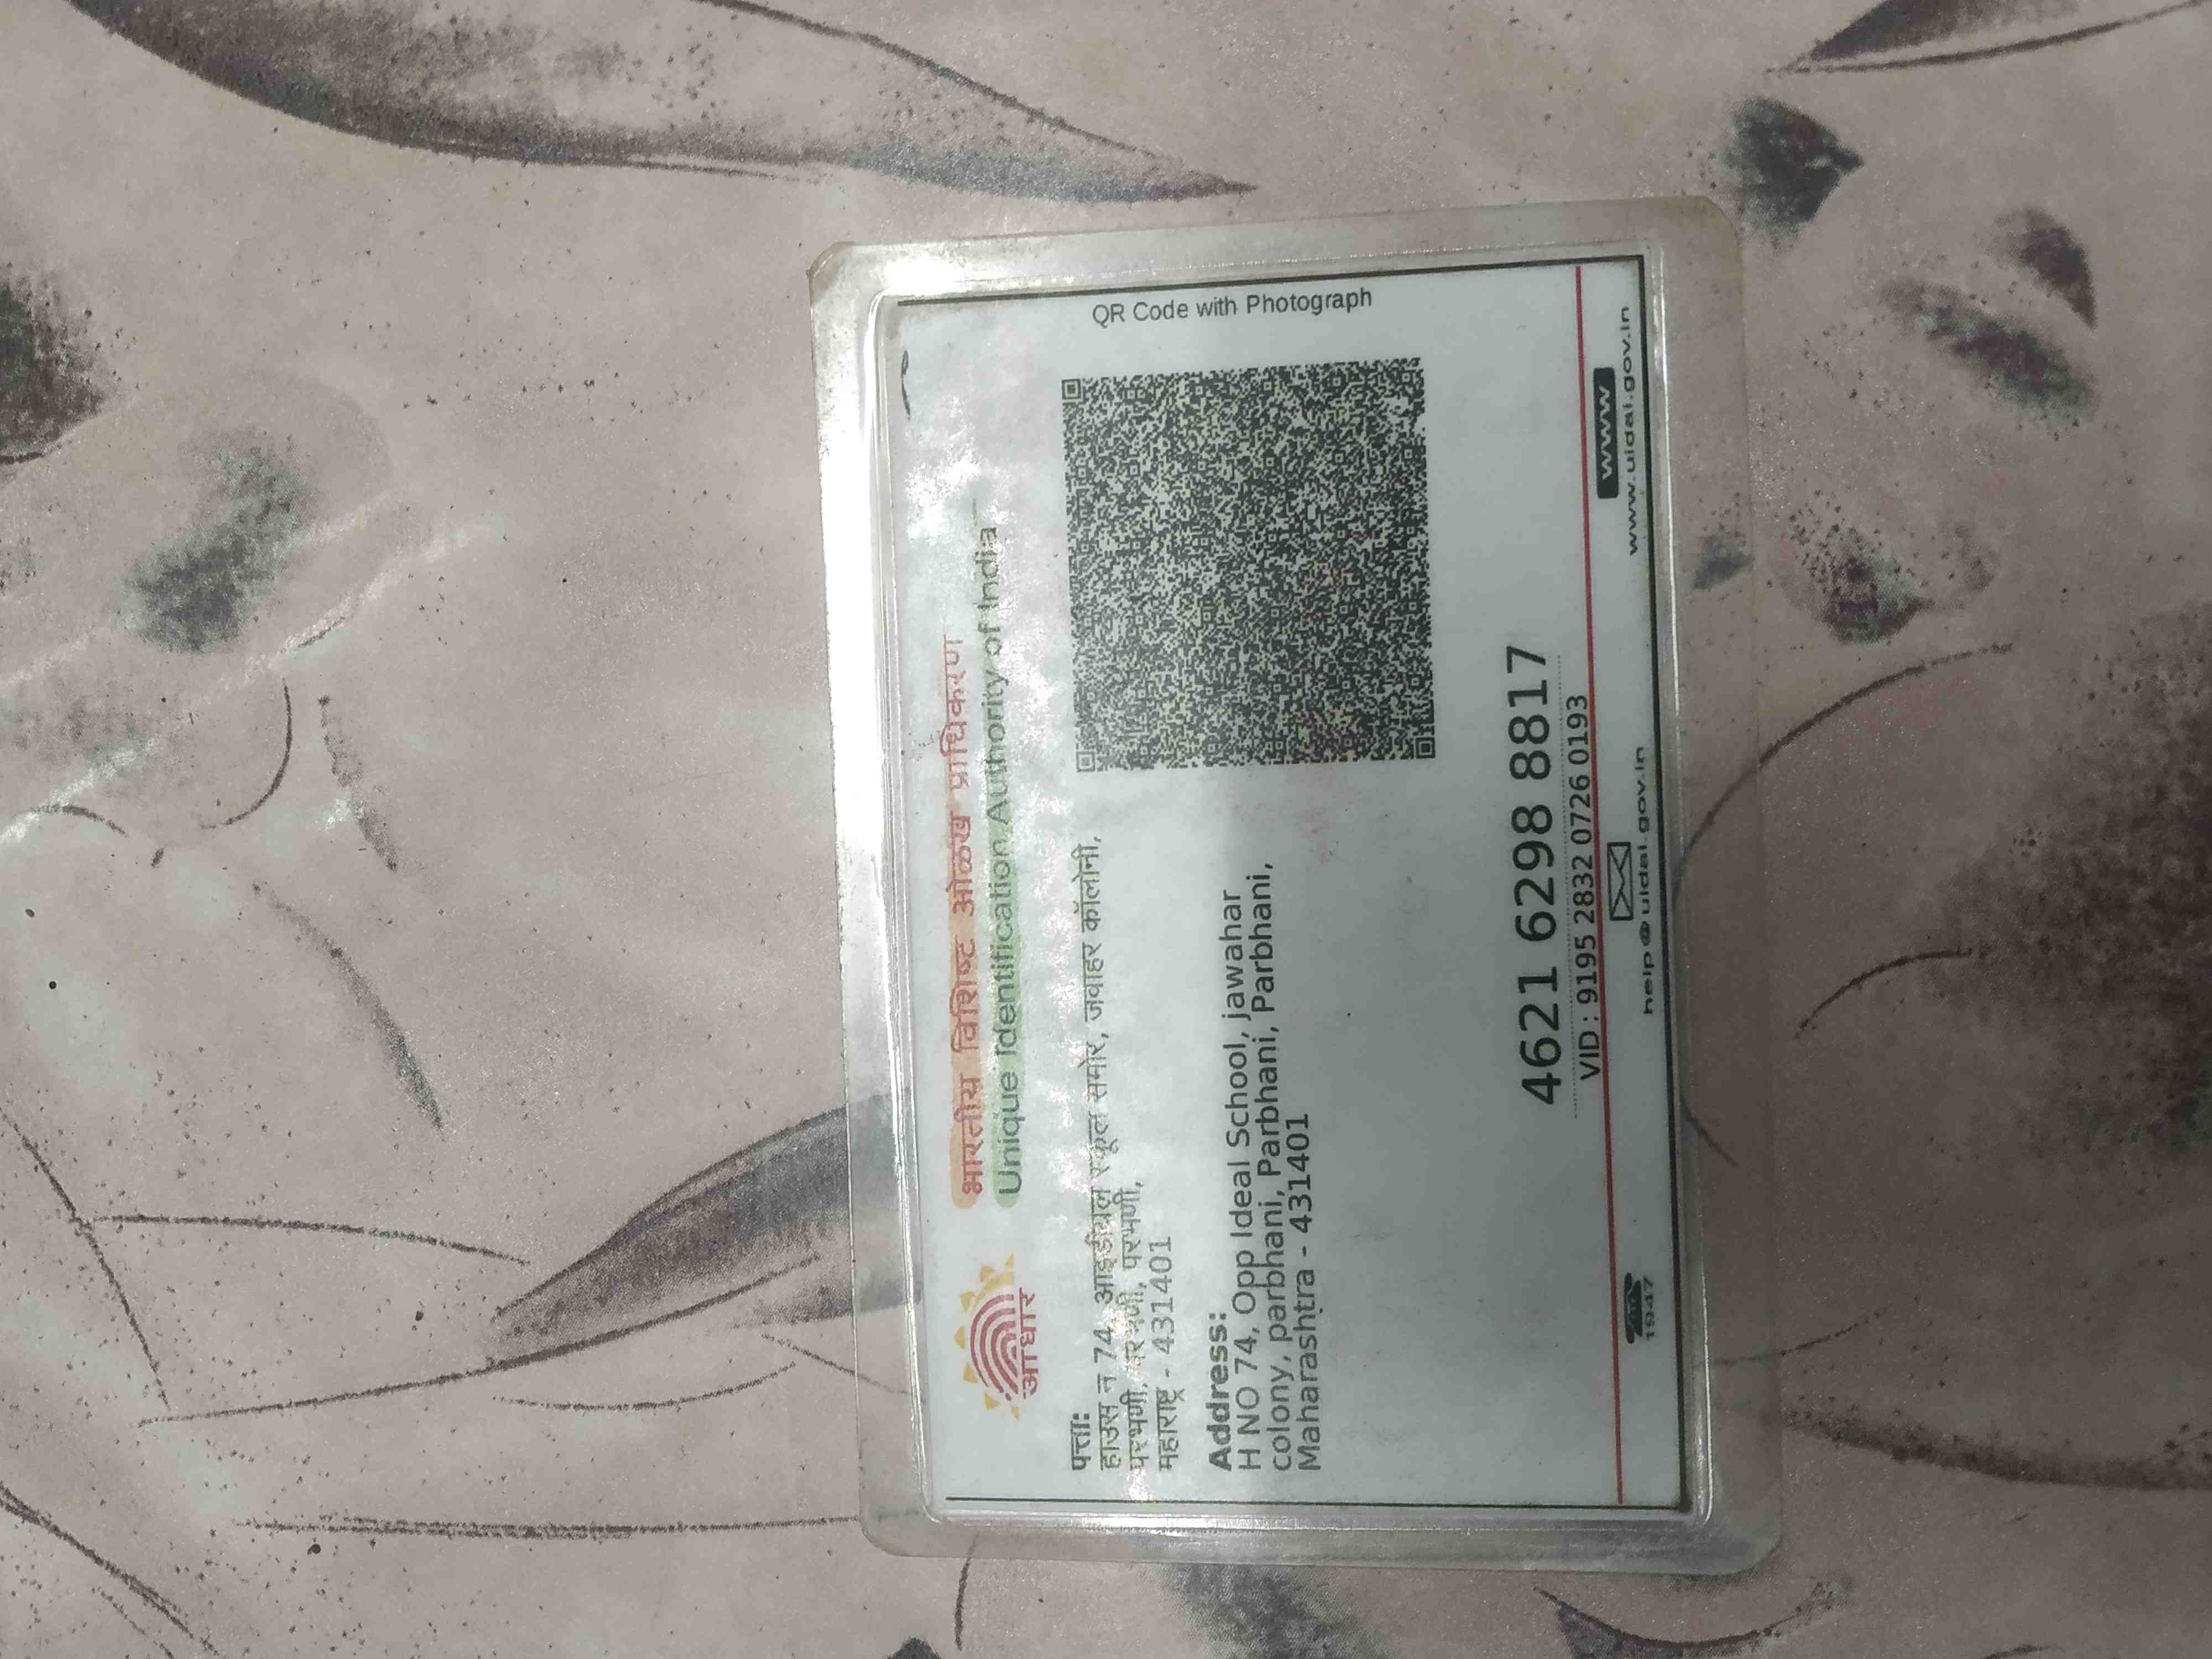 भारतीय विशिष्ट ओळख प्राधिकरण
Unique Identification Authority of India
आधार
पत्ता:
हाउस न 74, आइडीयल स्कूल समोर, जवाहर कॉलोनी,
परभणी, परभणी, परभणी,
महाराष्ट्र - 431401
Address:
H NO 74, Opp Ideal School, jawahar
colony, parbhani, Parbhani, Parbhani,
Maharashtra - 431401
QR Code with Photograph
4621 6298 8817
VID : 9195 2832 0726 0193
1947
help@uidai.gov.in
www
www.uidai.gov.in